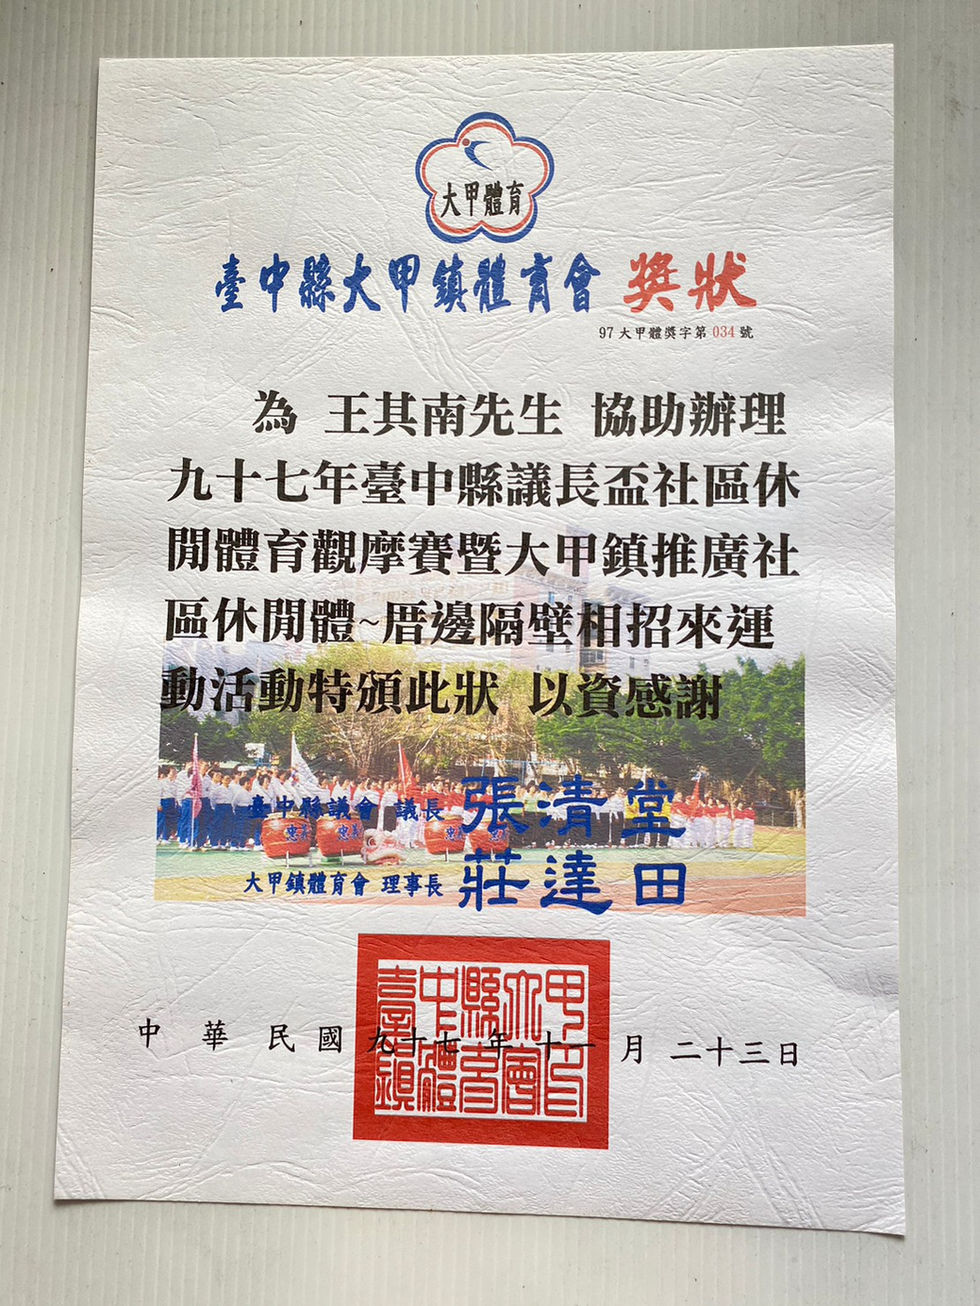 大甲體育
臺中縣大甲鎮體育會 獎狀
97 大甲體獎字第 034 號
為 王其南先生 協助辦理
九十七年臺中縣議長盃社區休
閒體育觀摩賽暨大甲鎮推廣社
區休閒體~厝邊隔壁相招來運
動活動特頒此狀 以資感謝
臺中縣議會 議長 張清堂
大甲鎮體育會 理事長 莊達田
臺中縣大甲
鎮體育會印
中華民國九十七年十一月二十三日